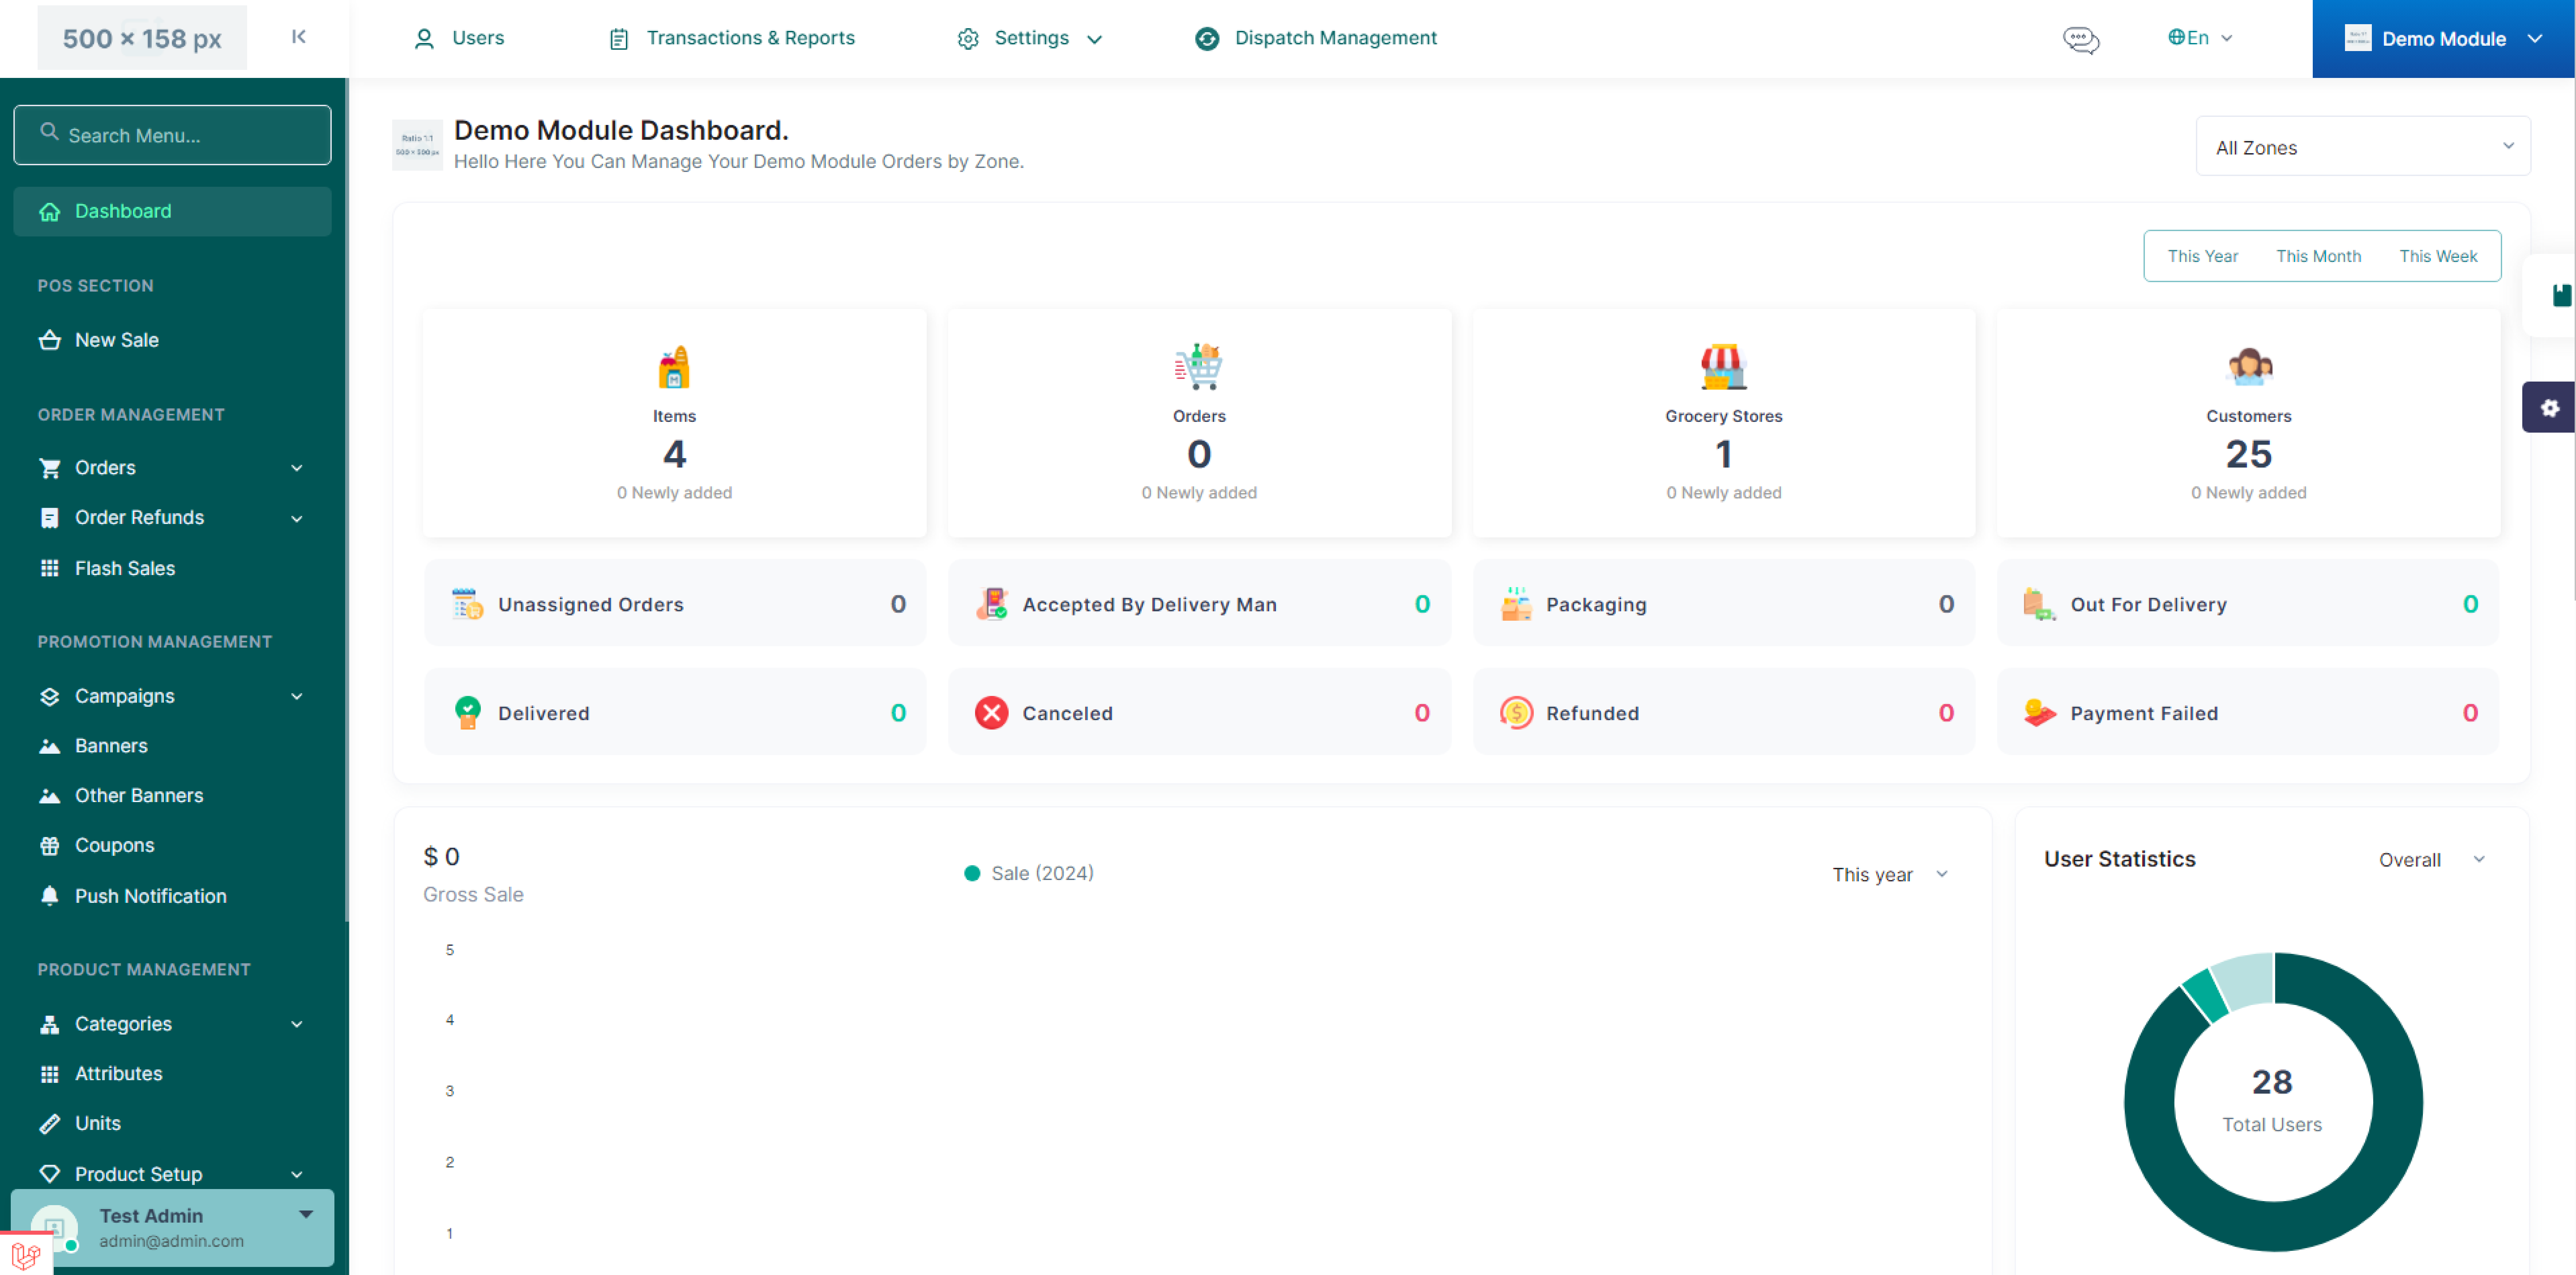 500 × 158 px
Users
Transactions & Reports
Settings
Dispatch Management
En
Demo Module
Search Menu...
Dashboard
POS SECTION
New Sale
ORDER MANAGEMENT
Orders
Order Refunds
Flash Sales
PROMOTION MANAGEMENT
Campaigns
Banners
Other Banners
Coupons
Push Notification
PRODUCT MANAGEMENT
Categories
Attributes
Units
Product Setup
Test Admin
admin@admin.com
Ratio 1:1
500 × 500 px
Demo Module Dashboard.
Hello Here You Can Manage Your Demo Module Orders by Zone.
All Zones
This Year
This Month
This Week
Items
4
0 Newly added
Orders
0
0 Newly added
Grocery Stores
1
0 Newly added
Customers
25
0 Newly added
Unassigned Orders 0
Accepted By Delivery Man 0
Packaging 0
Out For Delivery 0
Delivered 0
Canceled 0
Refunded 0
Payment Failed 0
$ 0
Gross Sale
Sale (2024)
This year
5
4
3
2
1
User Statistics
Overall
28
Total Users